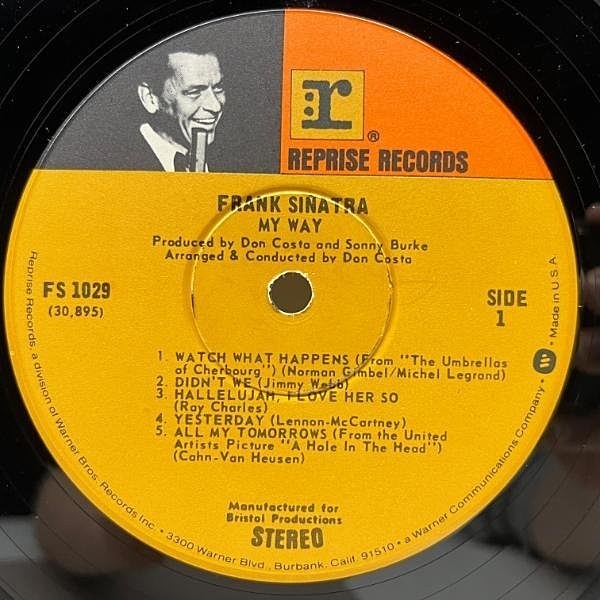 r
®
REPRISE RECORDS
FRANK SINATRA
MY WAY
Produced by Don Costa and Sonny Burke
Arranged & Conducted by Don Costa
FS 1029
(30,895)
SIDE
1
1. WATCH WHAT HAPPENS (From "The Umbrellas
of Cherbourg") (Norman Gimbel/Michel Legrand)
2. DIDN'T WE (Jimmy Webb)
3. HALLELUJAH, I LOVE HER SO
(Ray Charles)
4. YESTERDAY (Lennon-McCartney)
5. ALL MY TOMORROWS (From the United
Artists Picture "A Hole In The Head")
(Cahn-Van Heusen)
Manufactured for
Bristol Productions
STEREO
Reprise Records, a division of Warner Bros. Records Inc. • 3300 Warner Blvd., Burbank, Calif. 91510 • a Warner Communications Company • W • Made in U.S.A.